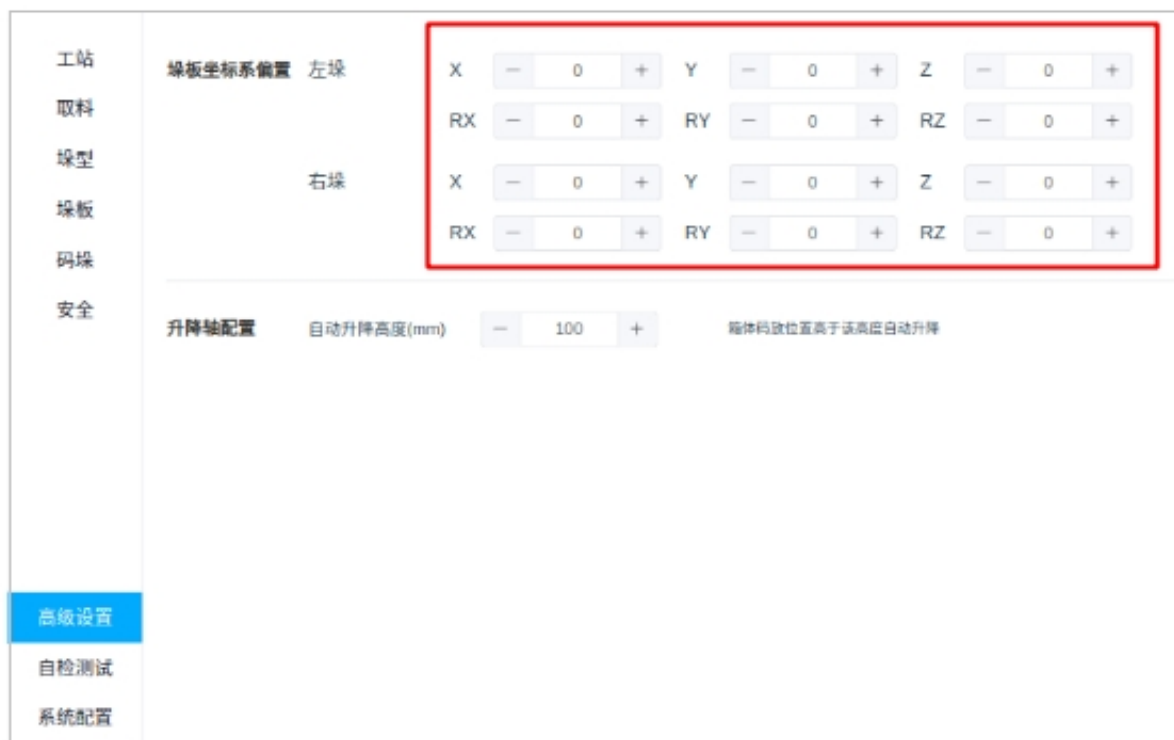 工站
取料
垛型
垛板
码垛
安全
高级设置
自检测试
系统配置
垛板坐标系偏置 左垛 X — 0 + Y — 0 + Z — 0 +
RX — 0 + RY — 0 + RZ — 0 +
右垛 X — 0 + Y — 0 + Z — 0 +
RX — 0 + RY — 0 + RZ — 0 +
升降轴配置 自动升降高度(mm) — 100 + 箱体码放位置高于该高度自动升降